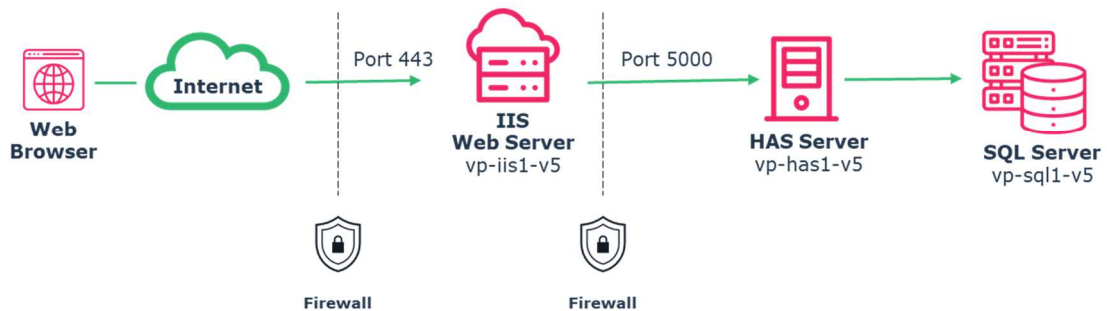 Port 443
Port 5000
Internet
Web
Browser
IIS
Web Server
vp-iis1-v5
HAS Server
vp-has1-v5
SQL Server
vp-sql1-v5
Firewall
Firewall